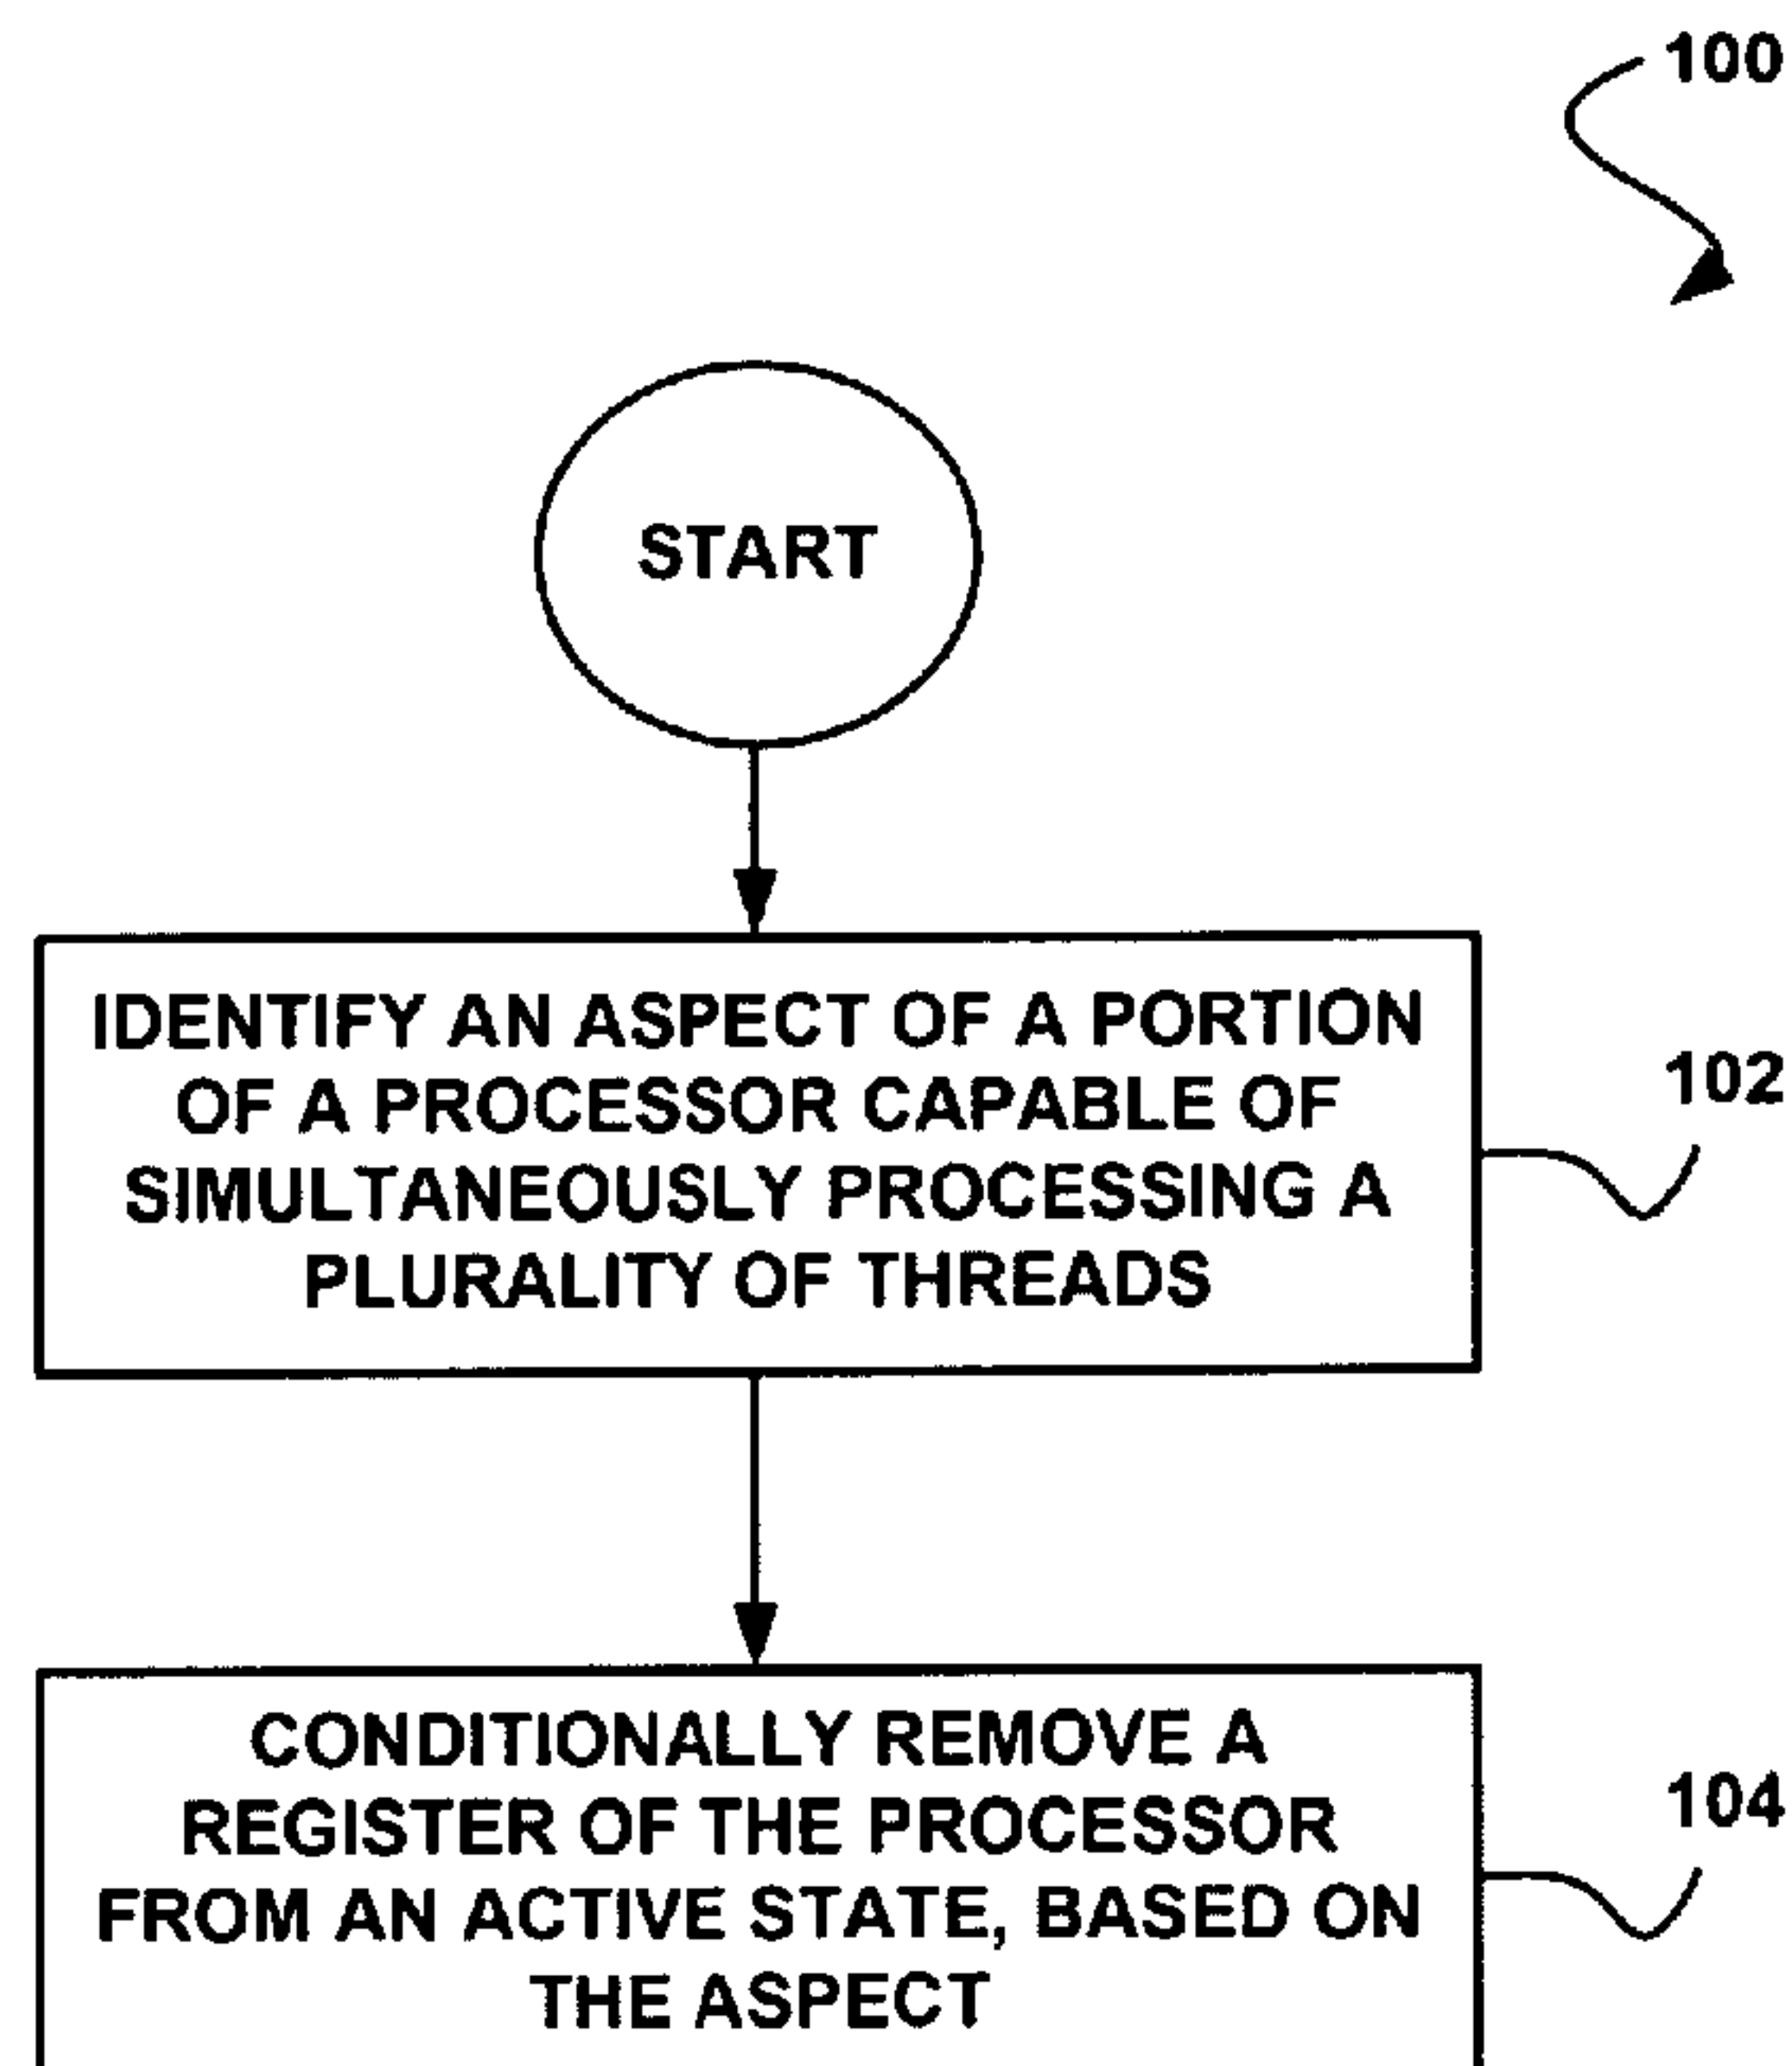 100
START
IDENTIFY AN ASPECT OF A PORTION
OF A PROCESSOR CAPABLE OF
SIMULTANEOUSLY PROCESSING A
PLURALITY OF THREADS
102
CONDITIONALLY REMOVE A
REGISTER OF THE PROCESSOR
FROM AN ACTIVE STATE, BASED ON
THE ASPECT
104